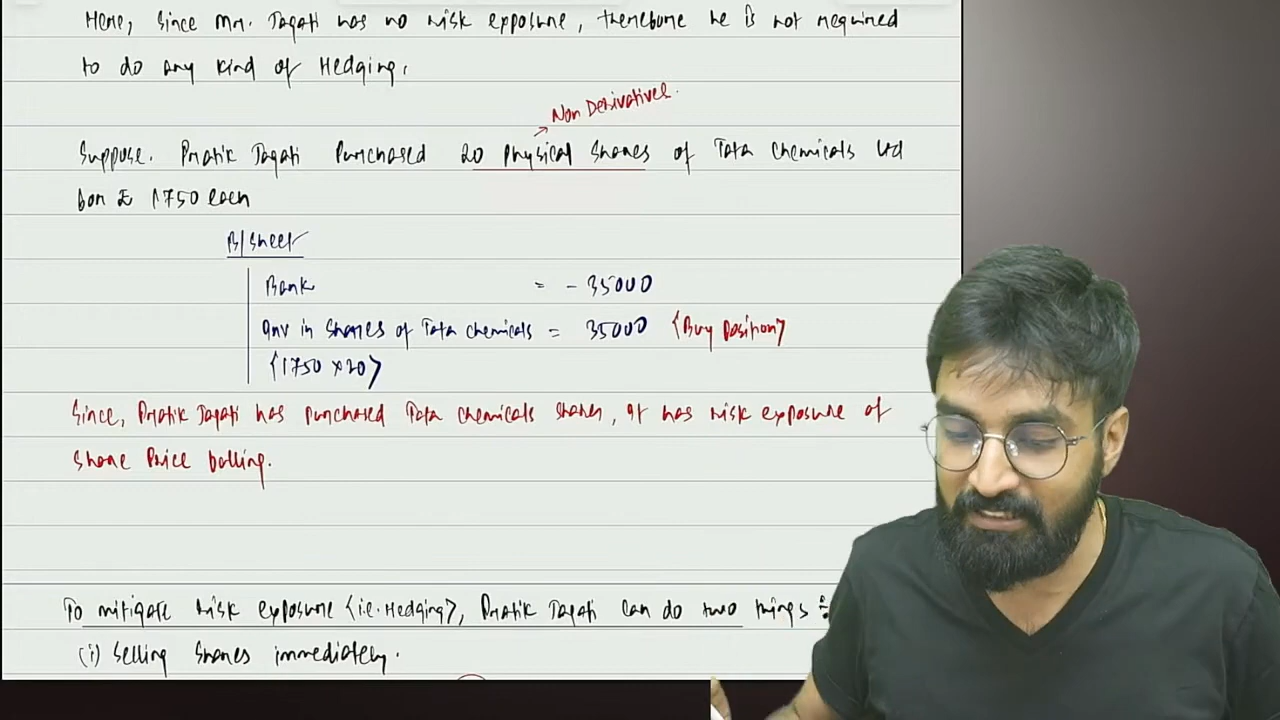 Here, since Mr. Jagati has no risk exposure, therefore he is not required
to do any kind of Hedging.
Non Derivatives.
Suppose. Pratik Jagati Purchased 20 Physical Shares of Tata Chemicals Ltd
for ₹ 1750 each
B/Sheet
Bank = - 35000
Inv in Shares of Tata Chemicals = 35000 {Buy Position}
{1750 × 20}
Since, Pratik Jagati has purchased Tata Chemicals Shares, it has risk exposure of
Share Price falling.
To mitigate risk exposure {i.e. Hedging}, Pratik Jagati can do two things :
(i) Selling Shares immediately.